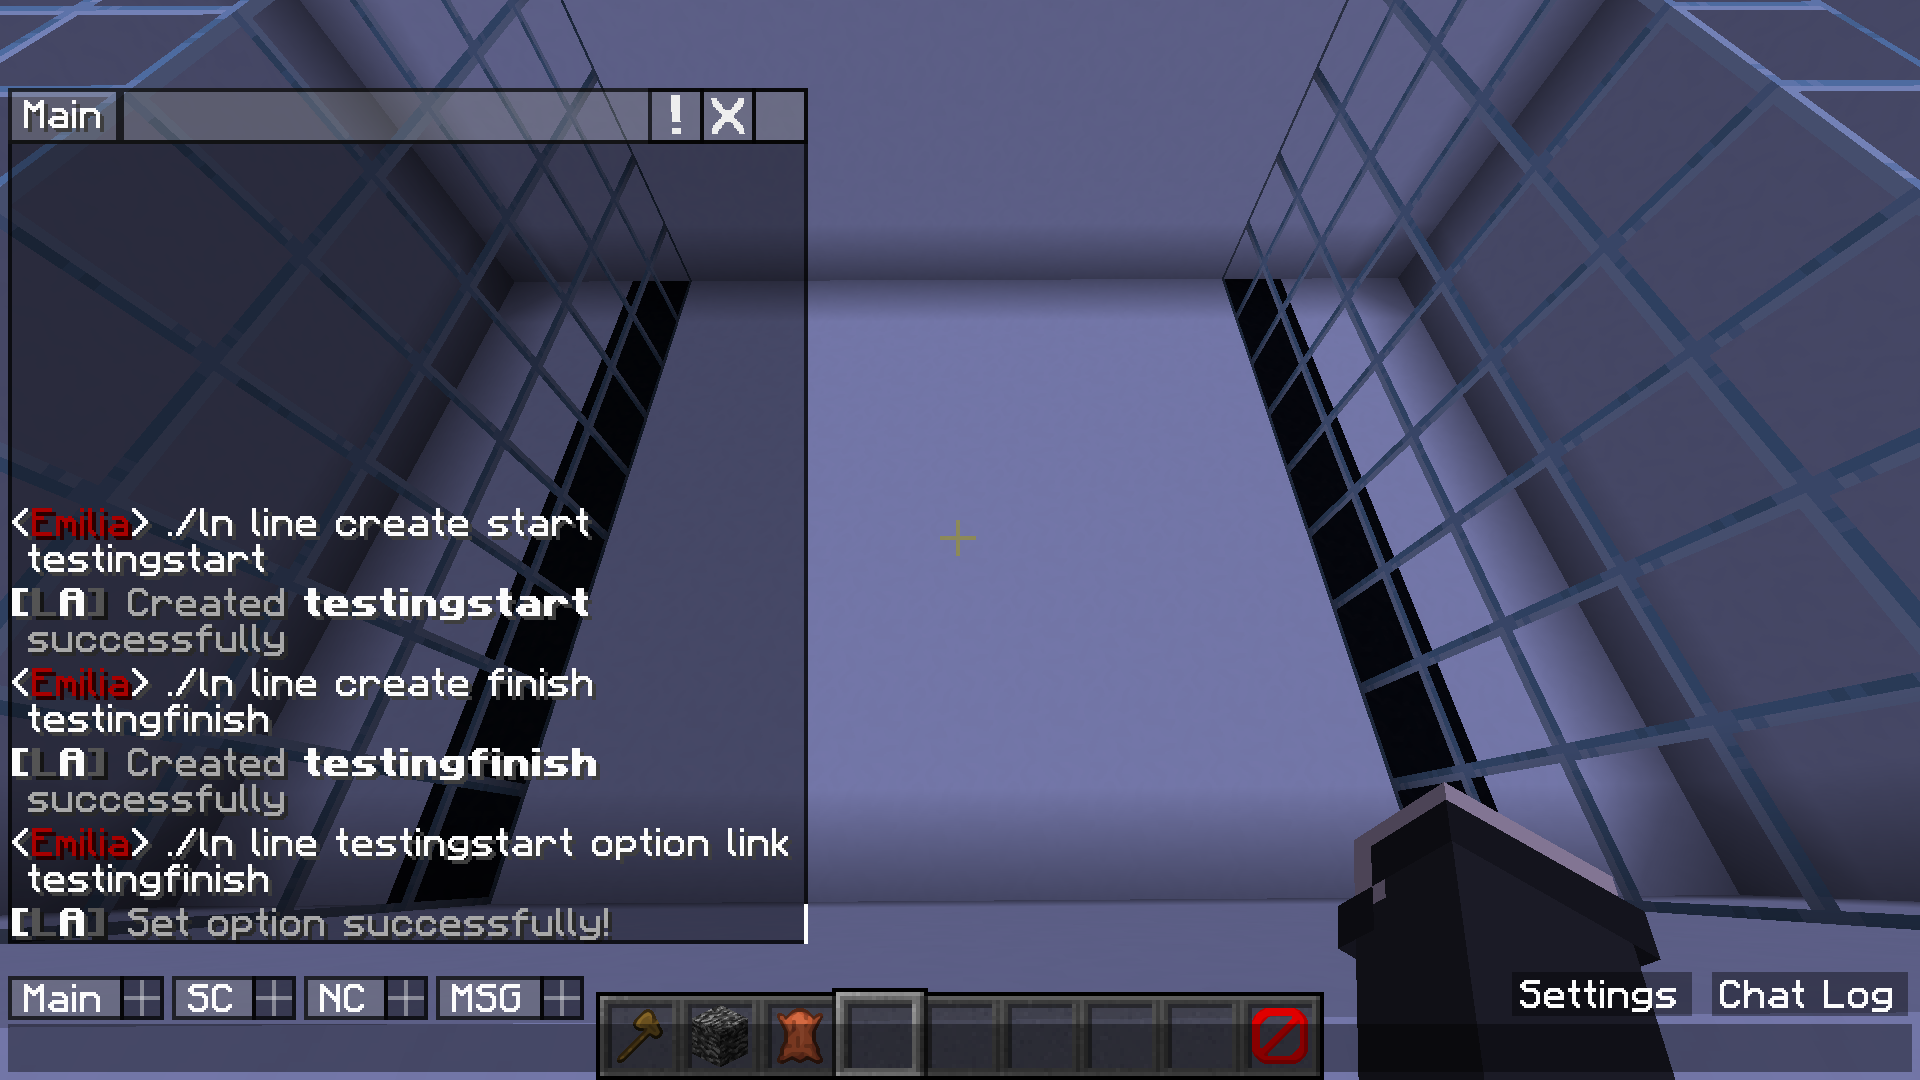 Main ! X
<Emilia> ./ln line create start
testingstart
[LA] Created testingstart
successfully
<Emilia> ./ln line create finish
testingfinish
[LA] Created testingfinish
successfully
<Emilia> ./ln line testingstart option link
testingfinish
[LA] Set option successfully!
Main + SC + NC + MSG +
Settings Chat Log